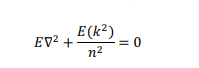 E∇² + E(k²)/n² = 0